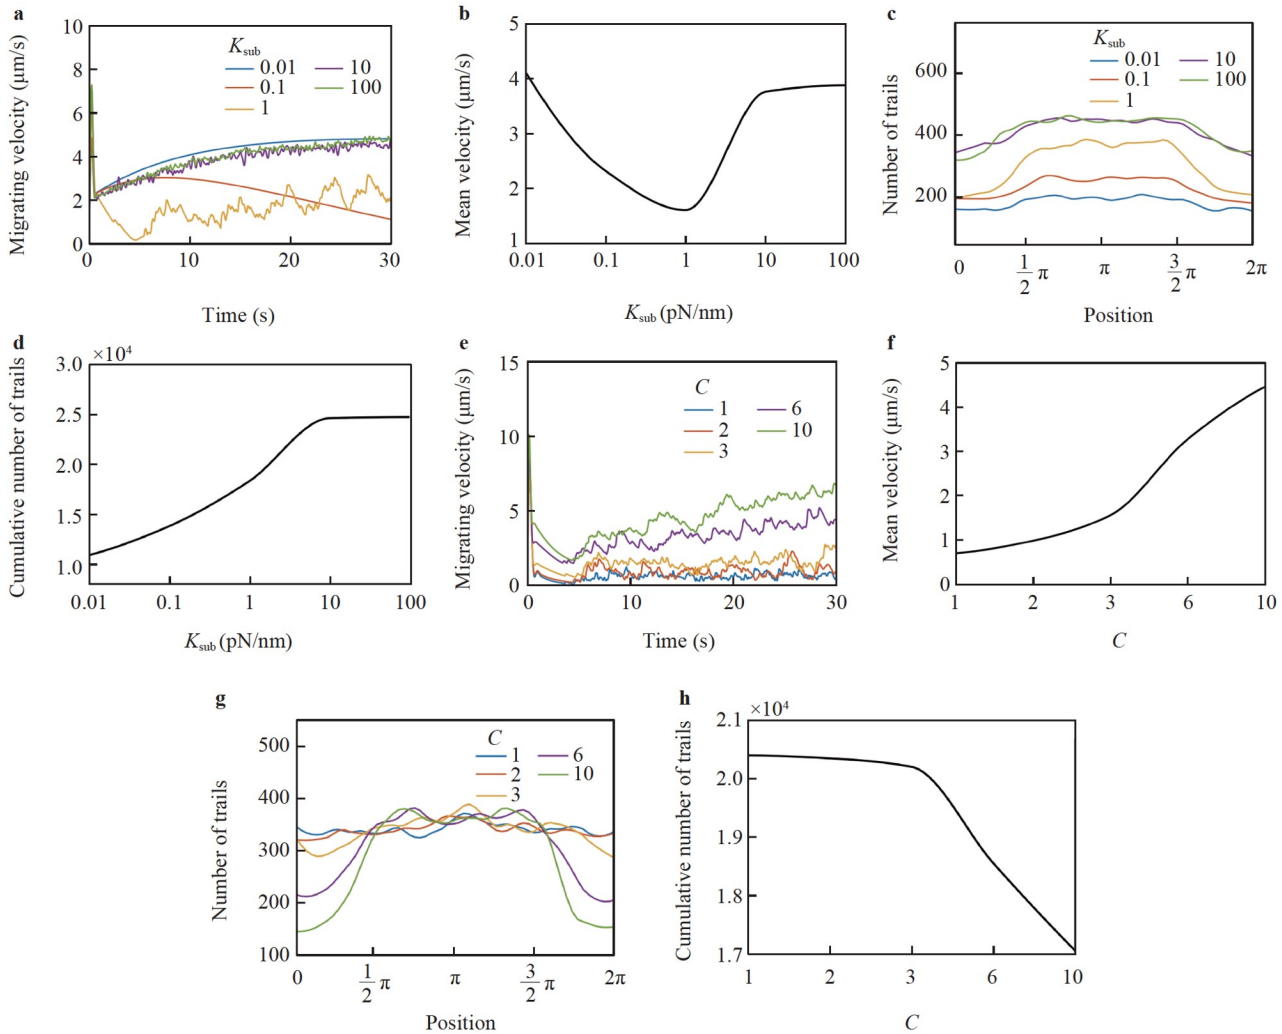 a
Migrating velocity (μm/s)
10
8
6
4
2
0
K_sub
0.01
0.1
1
10
100
0
10
20
30
Time (s)
b
Mean velocity (μm/s)
5
4
3
2
1
0.01
0.1
1
10
100
K_sub (pN/nm)
c
Number of trails
600
400
200
K_sub
0.01
0.1
1
10
100
0
1/2 π
π
3/2 π
2π
Position
d
Cumulative number of trails
×10⁴
3.0
2.5
2.0
1.5
1.0
0.01
0.1
1
10
100
K_sub (pN/nm)
e
Migrating velocity (μm/s)
15
10
5
0
C
1
2
3
6
10
0
10
20
30
Time (s)
f
Mean velocity (μm/s)
5
4
3
2
1
0
1
2
3
6
10
C
g
Number of trails
500
400
300
200
100
C
1
2
3
6
10
0
1/2 π
π
3/2 π
2π
Position
h
Cumulative number of trails
×10⁴
2.1
2.0
1.9
1.8
1.7
1
2
3
6
10
C